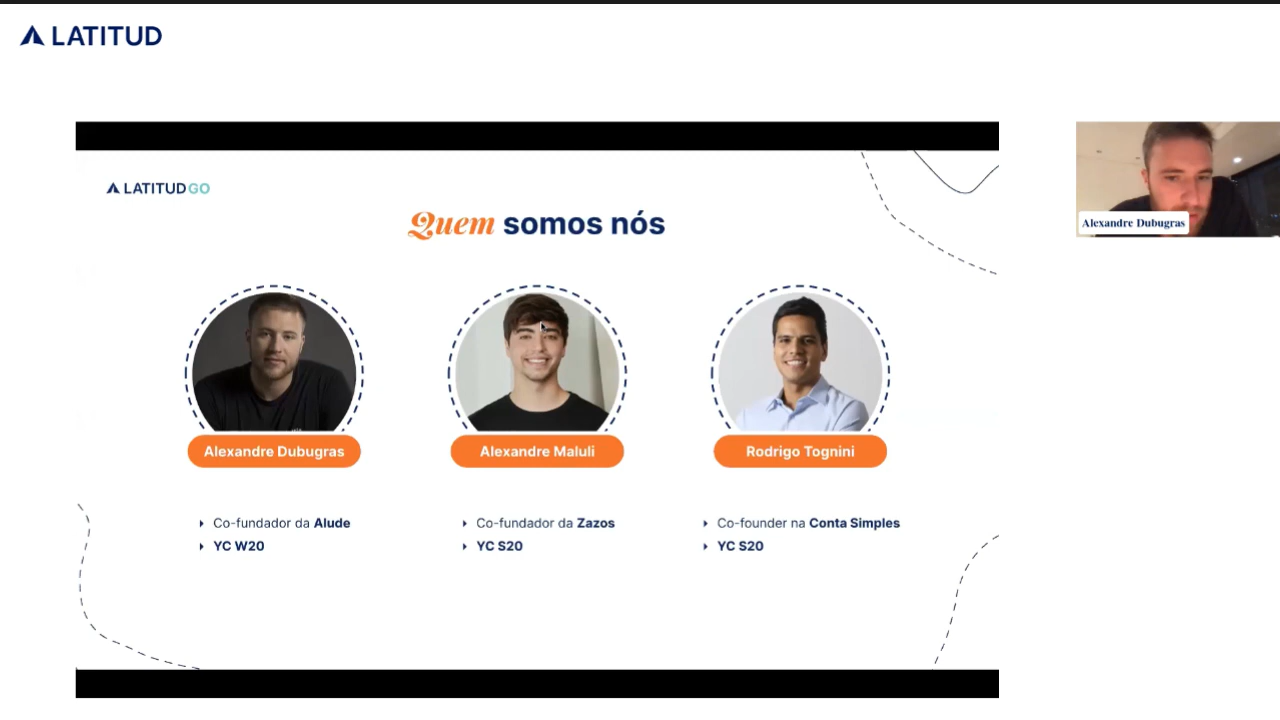 LATITUD
LATITUD GO
Quem somos nós
Alexandre Dubugras
Alexandre Dubugras
Alexandre Maluli
Rodrigo Tognini
Co-fundador da Alude
YC W20
Co-fundador da Zazos
YC S20
Co-founder na Conta Simples
YC S20